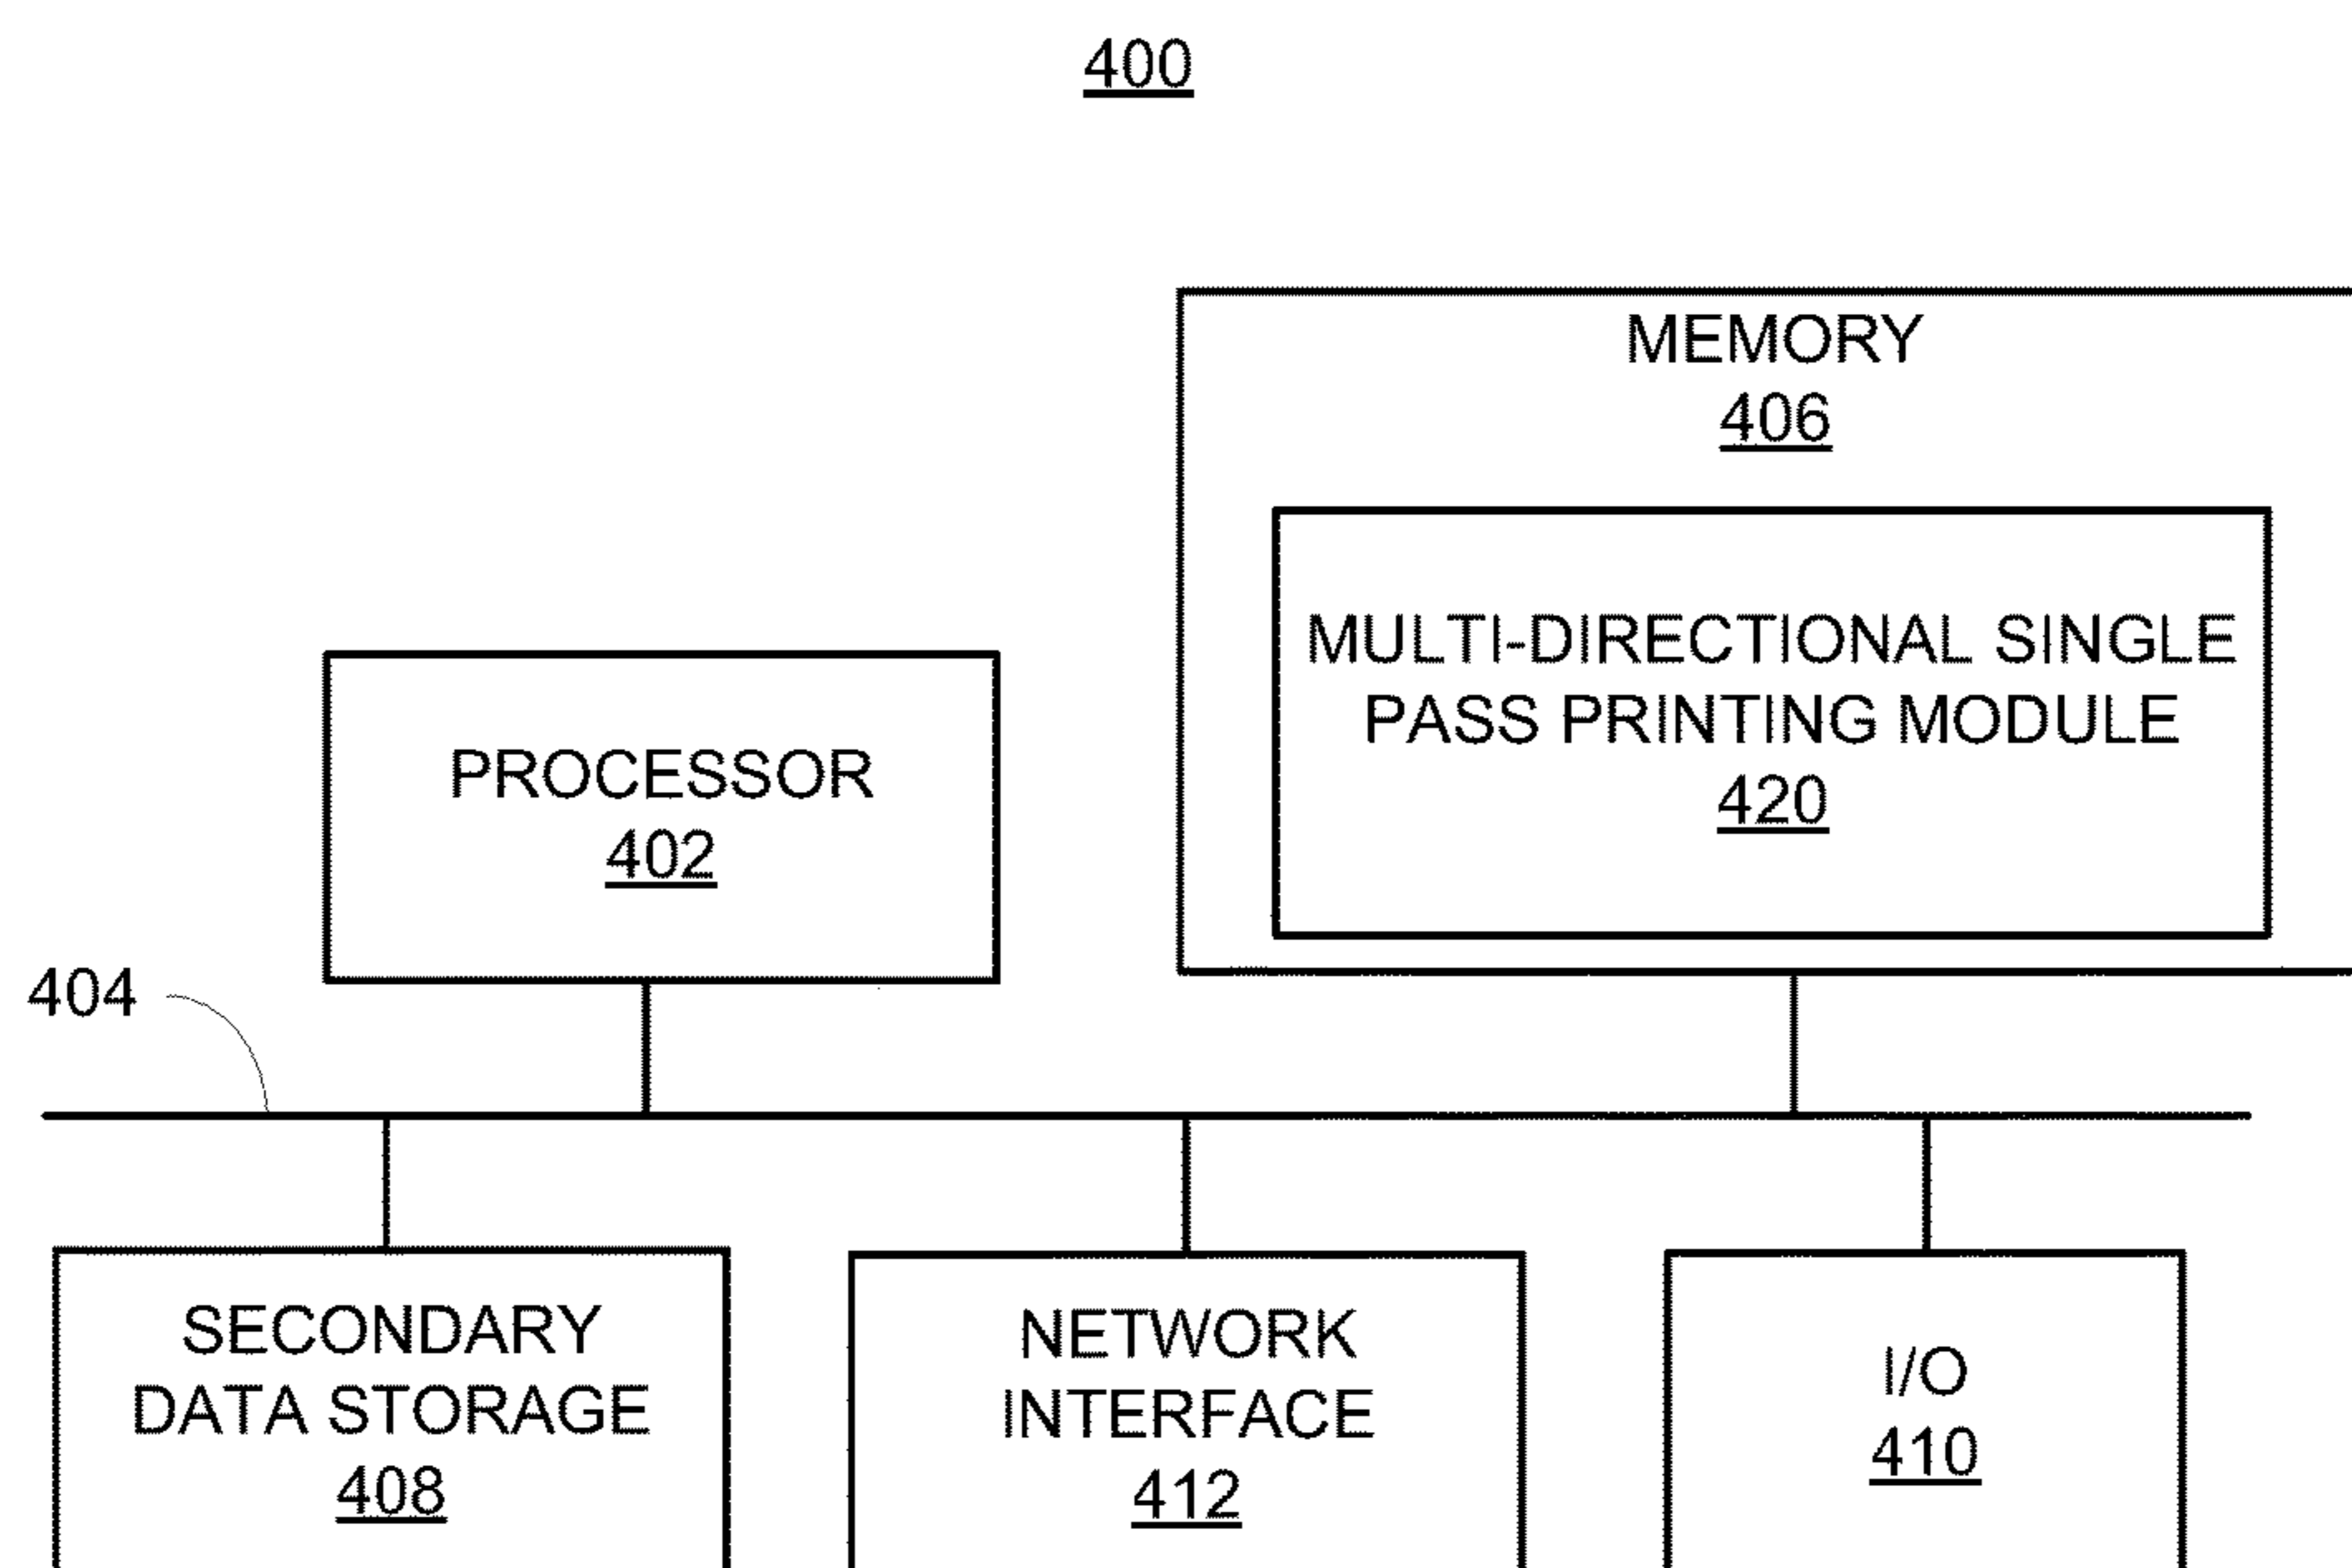 400
MEMORY
406
MULTI-DIRECTIONAL SINGLE
PASS PRINTING MODULE
420
PROCESSOR
402
404
SECONDARY
DATA STORAGE
408
NETWORK
INTERFACE
412
I/O
410